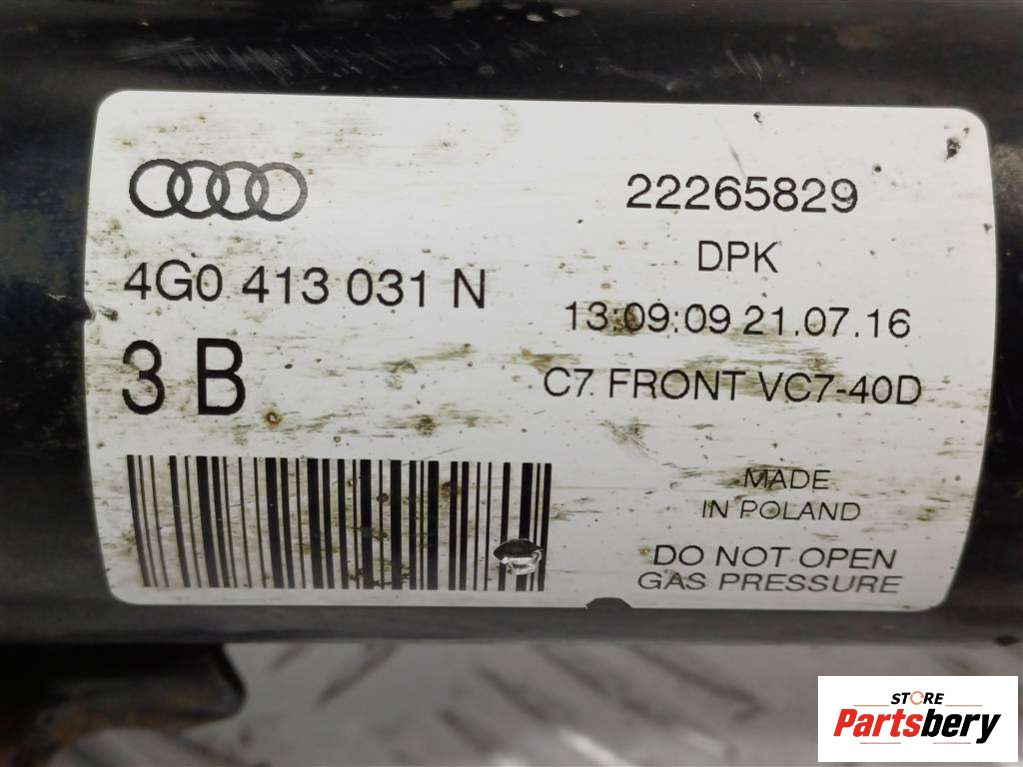 22265829
4G0 413 031 N
DPK
13:09:09 21.07.16
3 B
C7 FRONT VC7-40D
MADE
IN POLAND
DO NOT OPEN
GAS PRESSURE
STORE
Partsbery